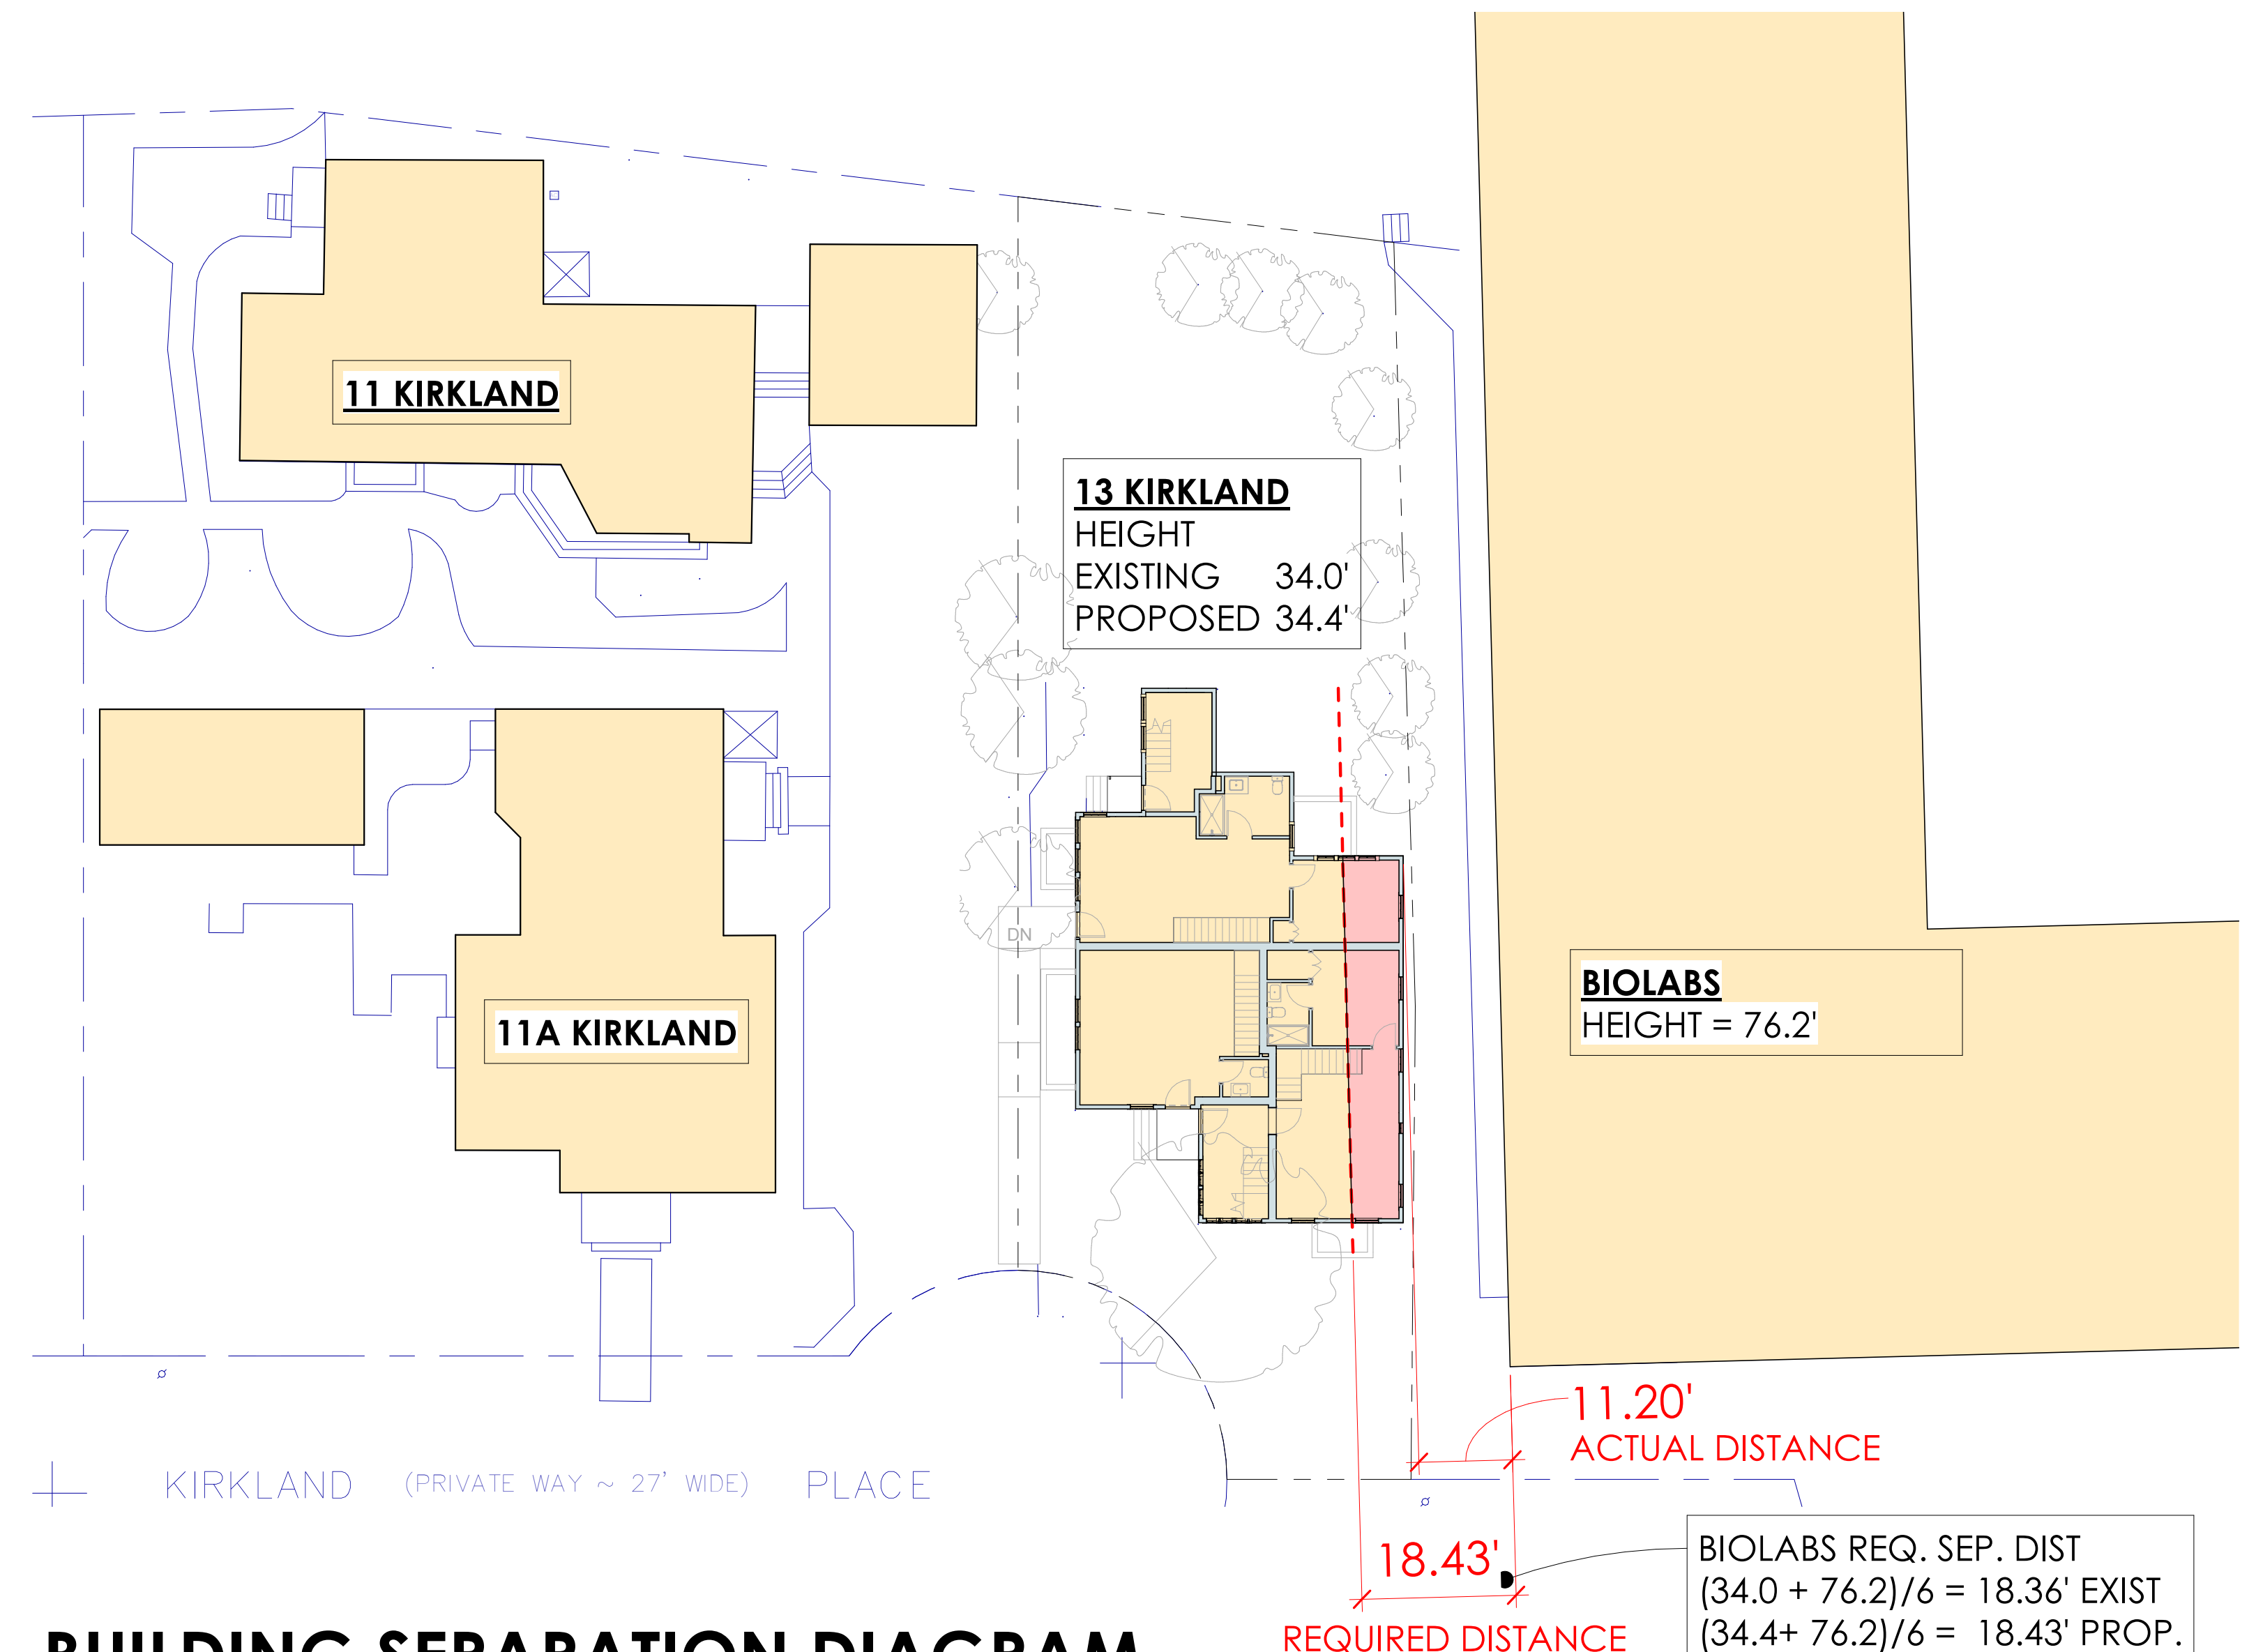 11 KIRKLAND
13 KIRKLAND
HEIGHT
EXISTING 34.0'
PROPOSED 34.4'
DN
11A KIRKLAND
BIOLABS
HEIGHT = 76.2'
11.20'
ACTUAL DISTANCE
KIRKLAND (PRIVATE WAY ~ 27' WIDE) PLACE
18.43'
REQUIRED DISTANCE
BIOLABS REQ. SEP. DIST
(34.0 + 76.2)/6 = 18.36' EXIST
(34.4+ 76.2)/6 = 18.43' PROP.
BUILDING SEPARATION DIAGRAM